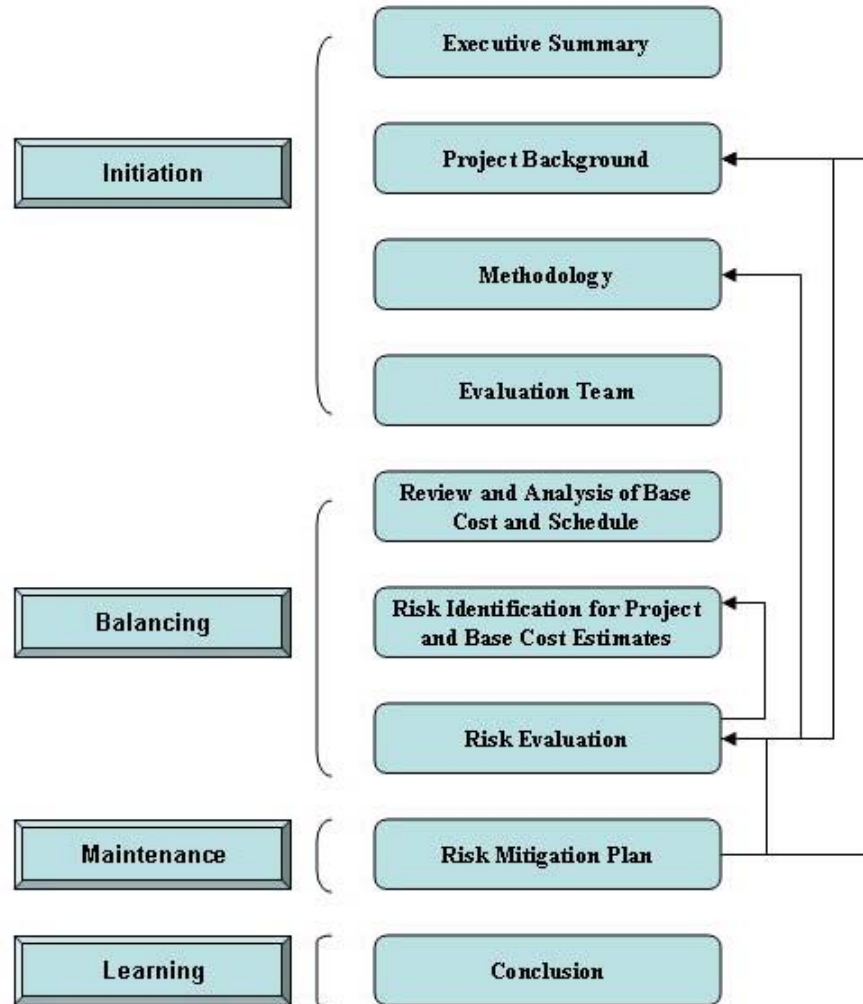 Executive Summary
Initiation
Project Background
Methodology
Evaluation Team
Review and Analysis of Base
Cost and Schedule
Balancing
Risk Identification for Project
and Base Cost Estimates
Risk Evaluation
Maintenance
Risk Mitigation Plan
Learning
Conclusion